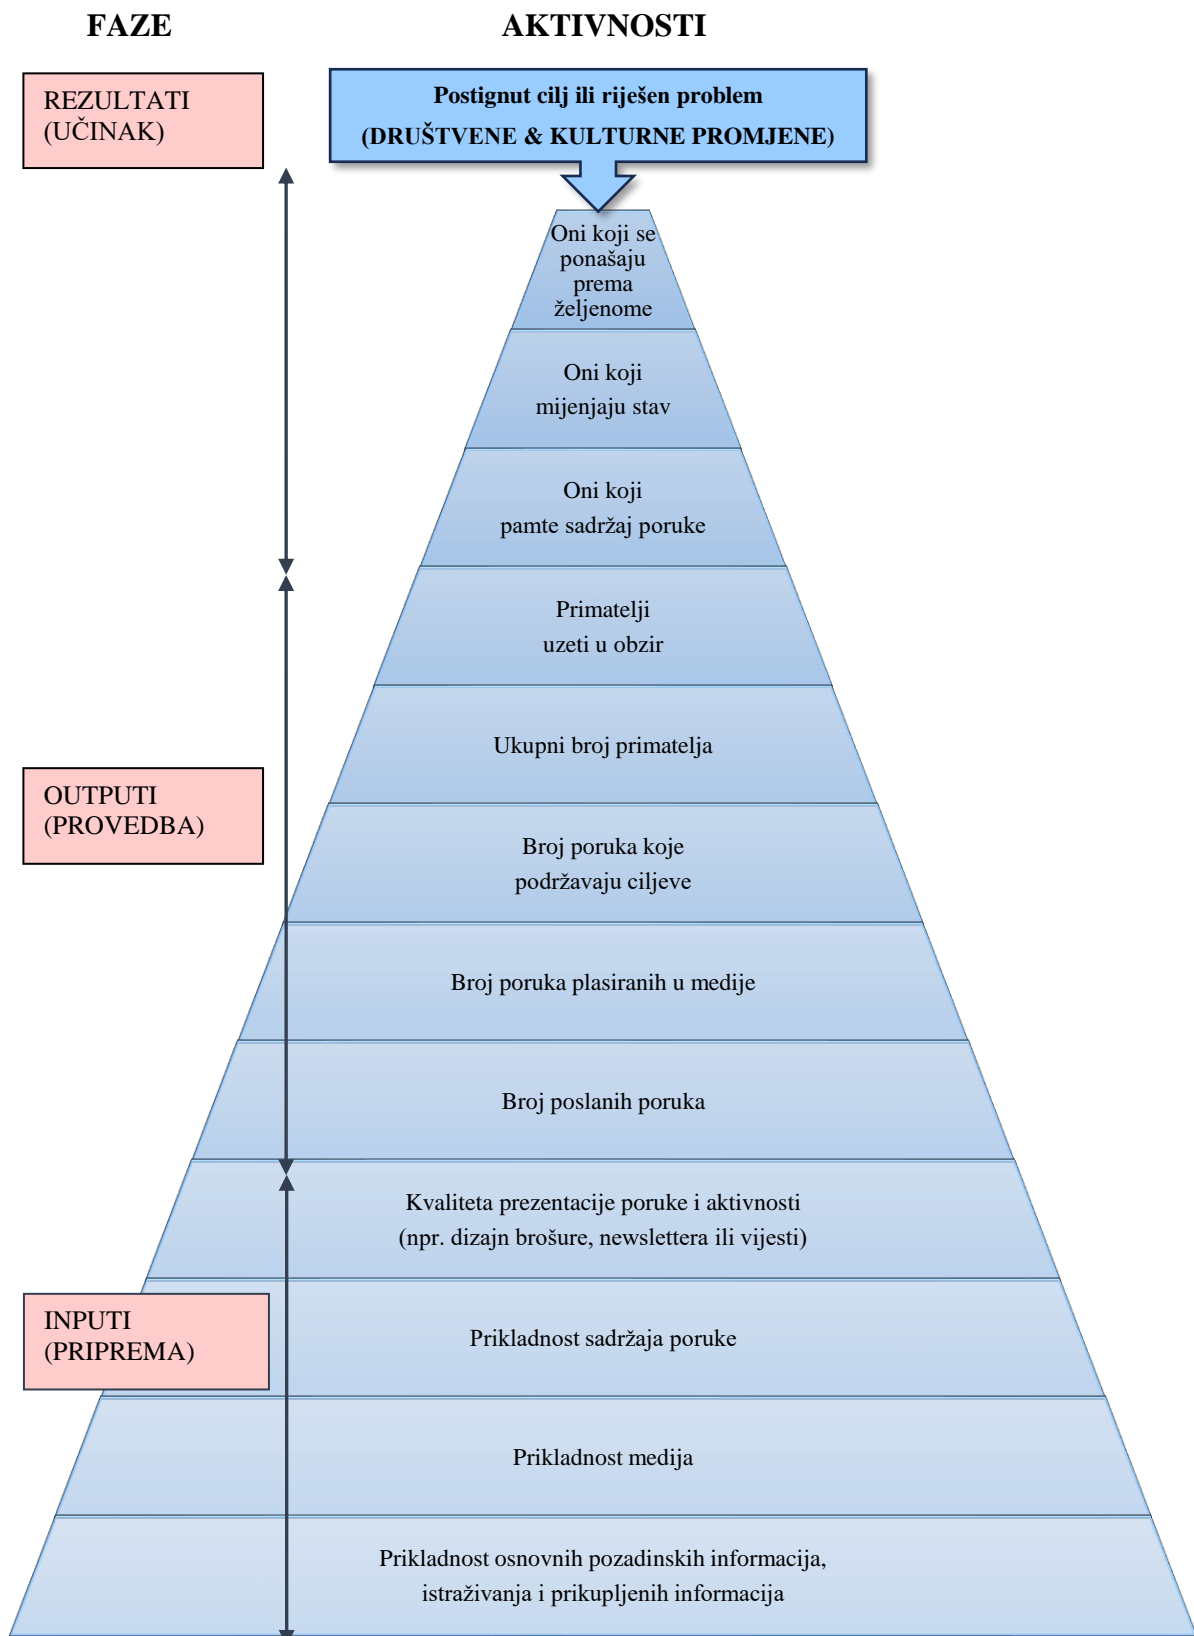 FAZE
AKTIVNOSTI
REZULTATI
(UČINAK)
Postignut cilj ili riješen problem
(DRUŠTVENE & KULTURNE PROMJENE)
Oni koji se
ponašaju
prema
željenome
Oni koji
mijenjaju stav
Oni koji
pamte sadržaj poruke
Primatelji
uzeti u obzir
Ukupni broj primatelja
OUTPUTI
(PROVEDBA)
Broj poruka koje
podržavaju ciljeve
Broj poruka plasiranih u medije
Broj poslanih poruka
Kvaliteta prezentacije poruke i aktivnosti
(npr. dizajn brošure, newslettera ili vijesti)
INPUTI
(PRIPREMA)
Prikladnost sadržaja poruke
Prikladnost medija
Prikladnost osnovnih pozadinskih informacija,
istraživanja i prikupljenih informacija